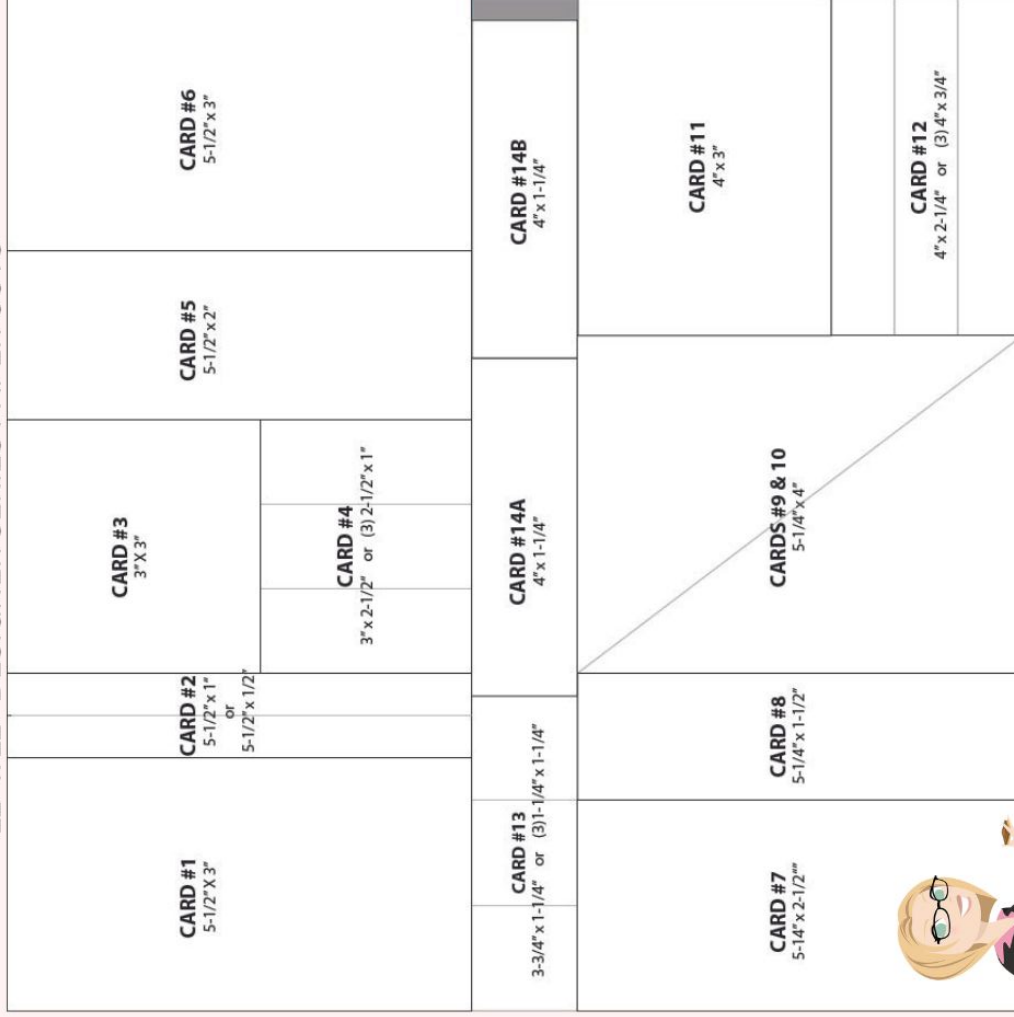 CARD #1
5-1/2"X 3"
CARD #2
5-1/2"x 1"
or
5-1/2"x 1/2"
CARD #3
3"X 3"
CARD #4
3"x 2-1/2" or (3) 2-1/2"x 1"
CARD #5
5-1/2"x 2"
CARD #6
5-1/2"x 3"
CARD #13
3-3/4"x 1-1/4" or (3)1-1/4"x 1-1/4"
CARD #14A
4"x 1-1/4"
CARD #14B
4"x 1-1/4"
CARD #7
5-14"x 2-1/2""
CARD #8
5-1/4"x 1-1/2"
CARDS #9 & 10
5-1/4"x 4"
CARD #11
4"x 3"
CARD #12
4"x 2-1/4" or (3) 4"x 3/4"